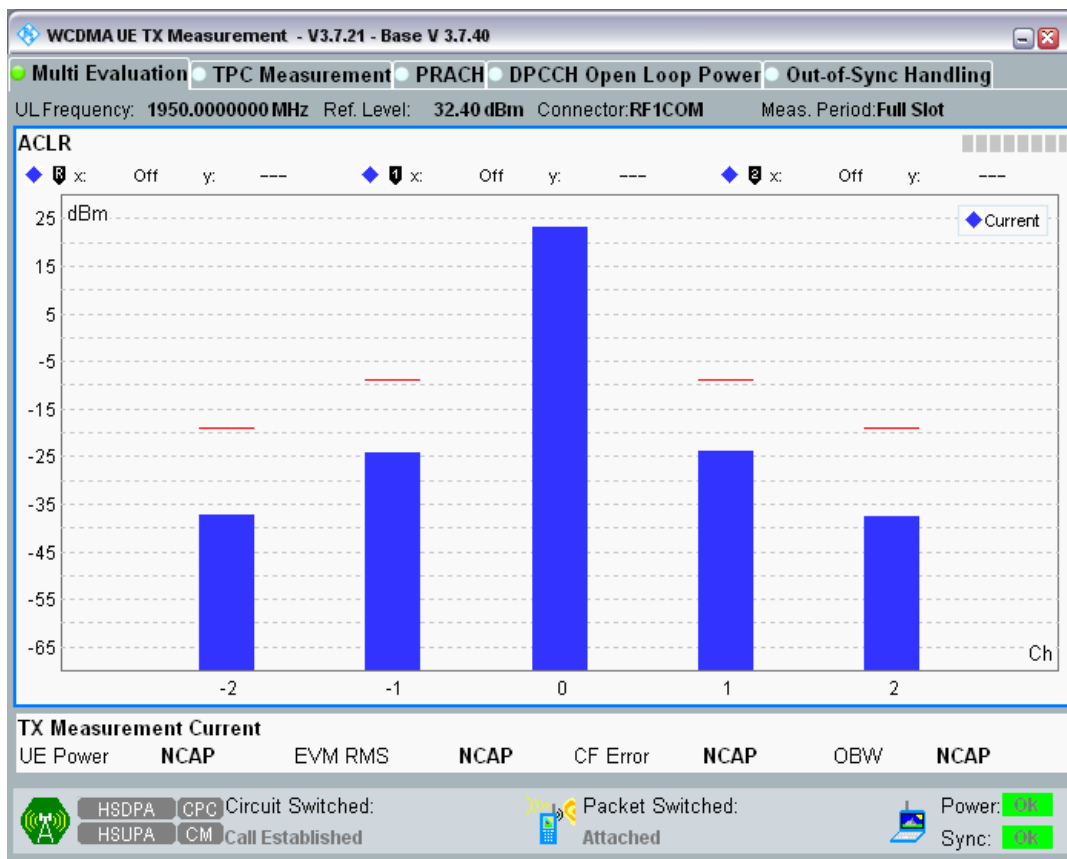 WCDMA UE TX Measurement - V3.7.21 - Base V 3.7.40
Multi Evaluation TPC Measurement PRACH DPCCH Open Loop Power Out-of-Sync Handling
UL Frequency: 1950.0000000 MHz Ref. Level: 32.40 dBm Connector:RF1COM Meas. Period:Full Slot
ACLR
R x: Off y: --- 1 x: Off y: --- 2 x: Off y: ---
dBm
Current
25
15
5
-5
-15
-25
-35
-45
-55
-65
Ch
-2 -1 0 1 2
TX Measurement Current
UE Power NCAP EVM RMS NCAP CF Error NCAP OBW NCAP
HSDPA CPC Circuit Switched: Packet Switched: Power: Ok
HSUPA CM Call Established Attached Sync: Ok